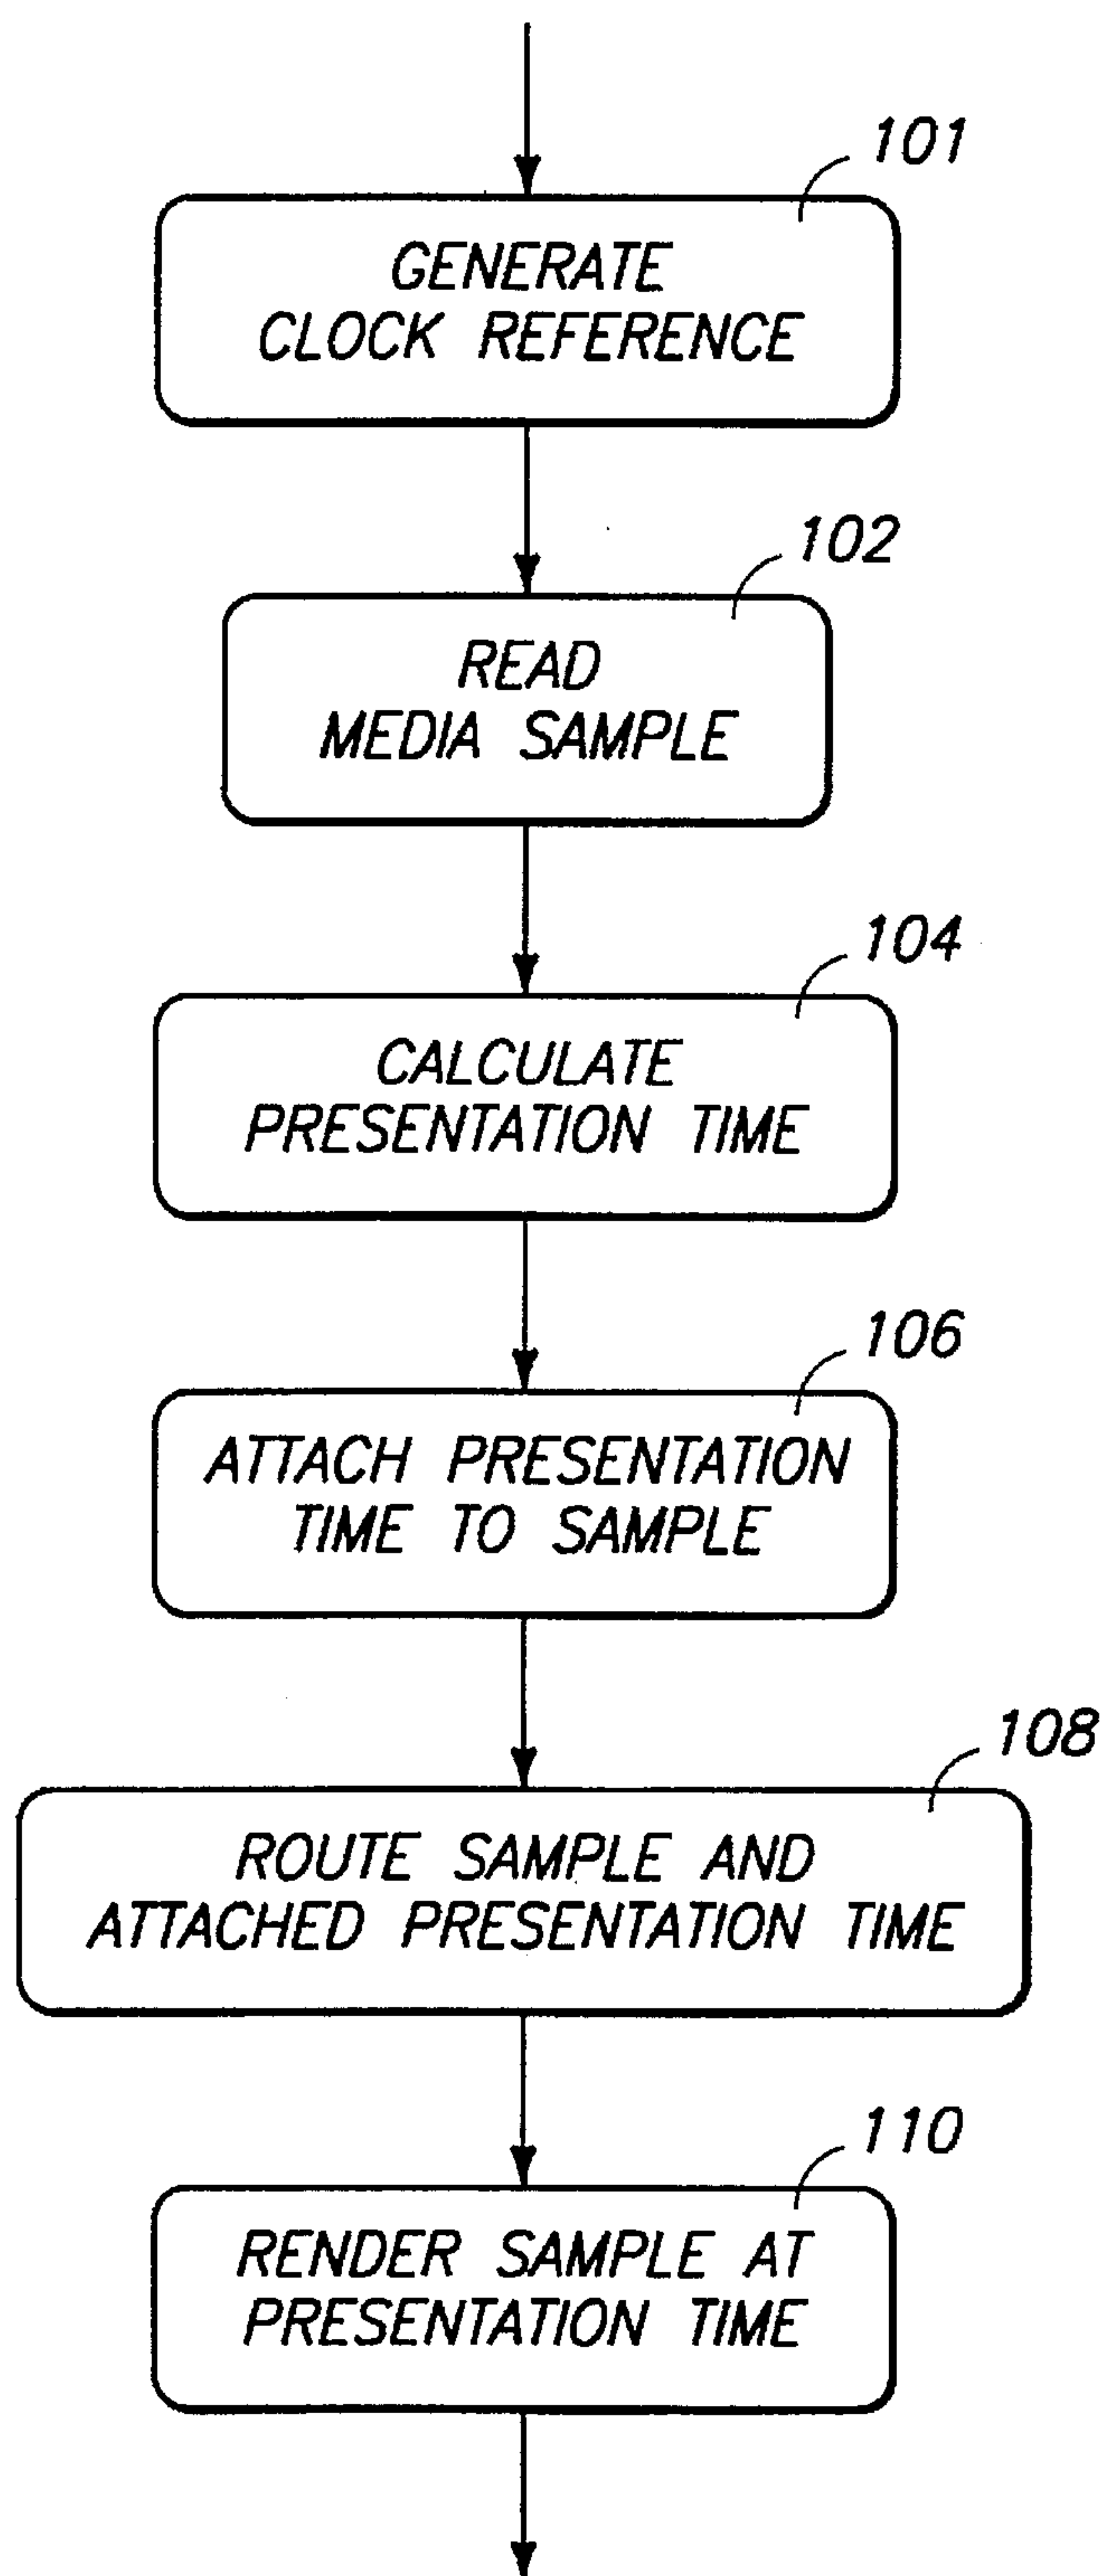 101
GENERATE
CLOCK REFERENCE
102
READ
MEDIA SAMPLE
104
CALCULATE
PRESENTATION TIME
106
ATTACH PRESENTATION
TIME TO SAMPLE
108
ROUTE SAMPLE AND
ATTACHED PRESENTATION TIME
110
RENDER SAMPLE AT
PRESENTATION TIME